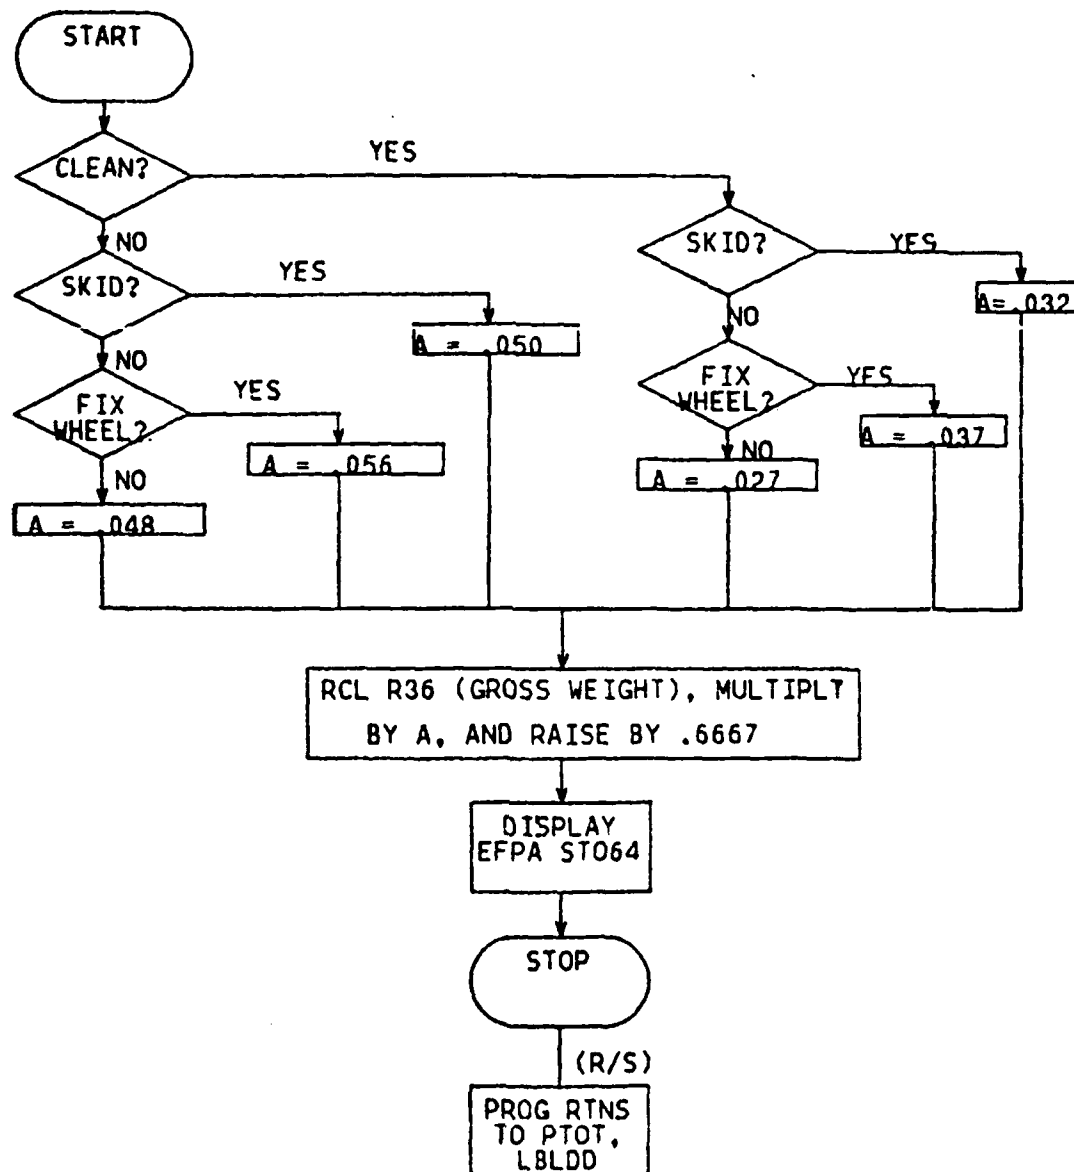 START
CLEAN?
YES
NO
SKID?
YES
SKID?
YES
A = .032
NO
A = .050
NO
FIX
WHEEL?
YES
FIX
WHEEL?
YES
A = .037
A = .056
NO
A = .027
NO
A = .048
RCL R36 (GROSS WEIGHT), MULTIPLT
BY A, AND RAISE BY .6667
DISPLAY
EFPA STO64
STOP
(R/S)
PROG RTNS
TO PTOT,
LBLDD